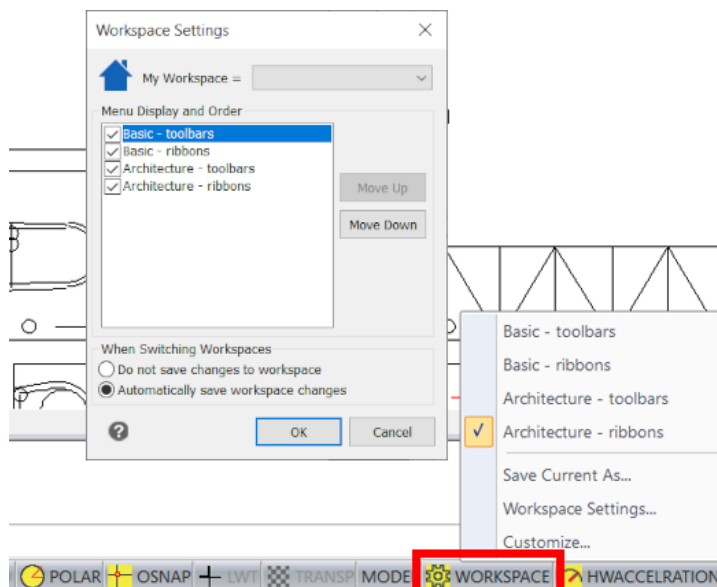 Workspace Settings
My Workspace =
Menu Display and Order
Basic - toolbars
Basic - ribbons
Architecture - toolbars
Architecture - ribbons
Move Up
Move Down
When Switching Workspaces
Do not save changes to workspace
Automatically save workspace changes
?
OK
Cancel
Basic - toolbars
Basic - ribbons
Architecture - toolbars
Architecture - ribbons
Save Current As...
Workspace Settings...
Customize...
POLAR OSNAP LWT TRANSP MODE WORKSPACE HWACCELRATION